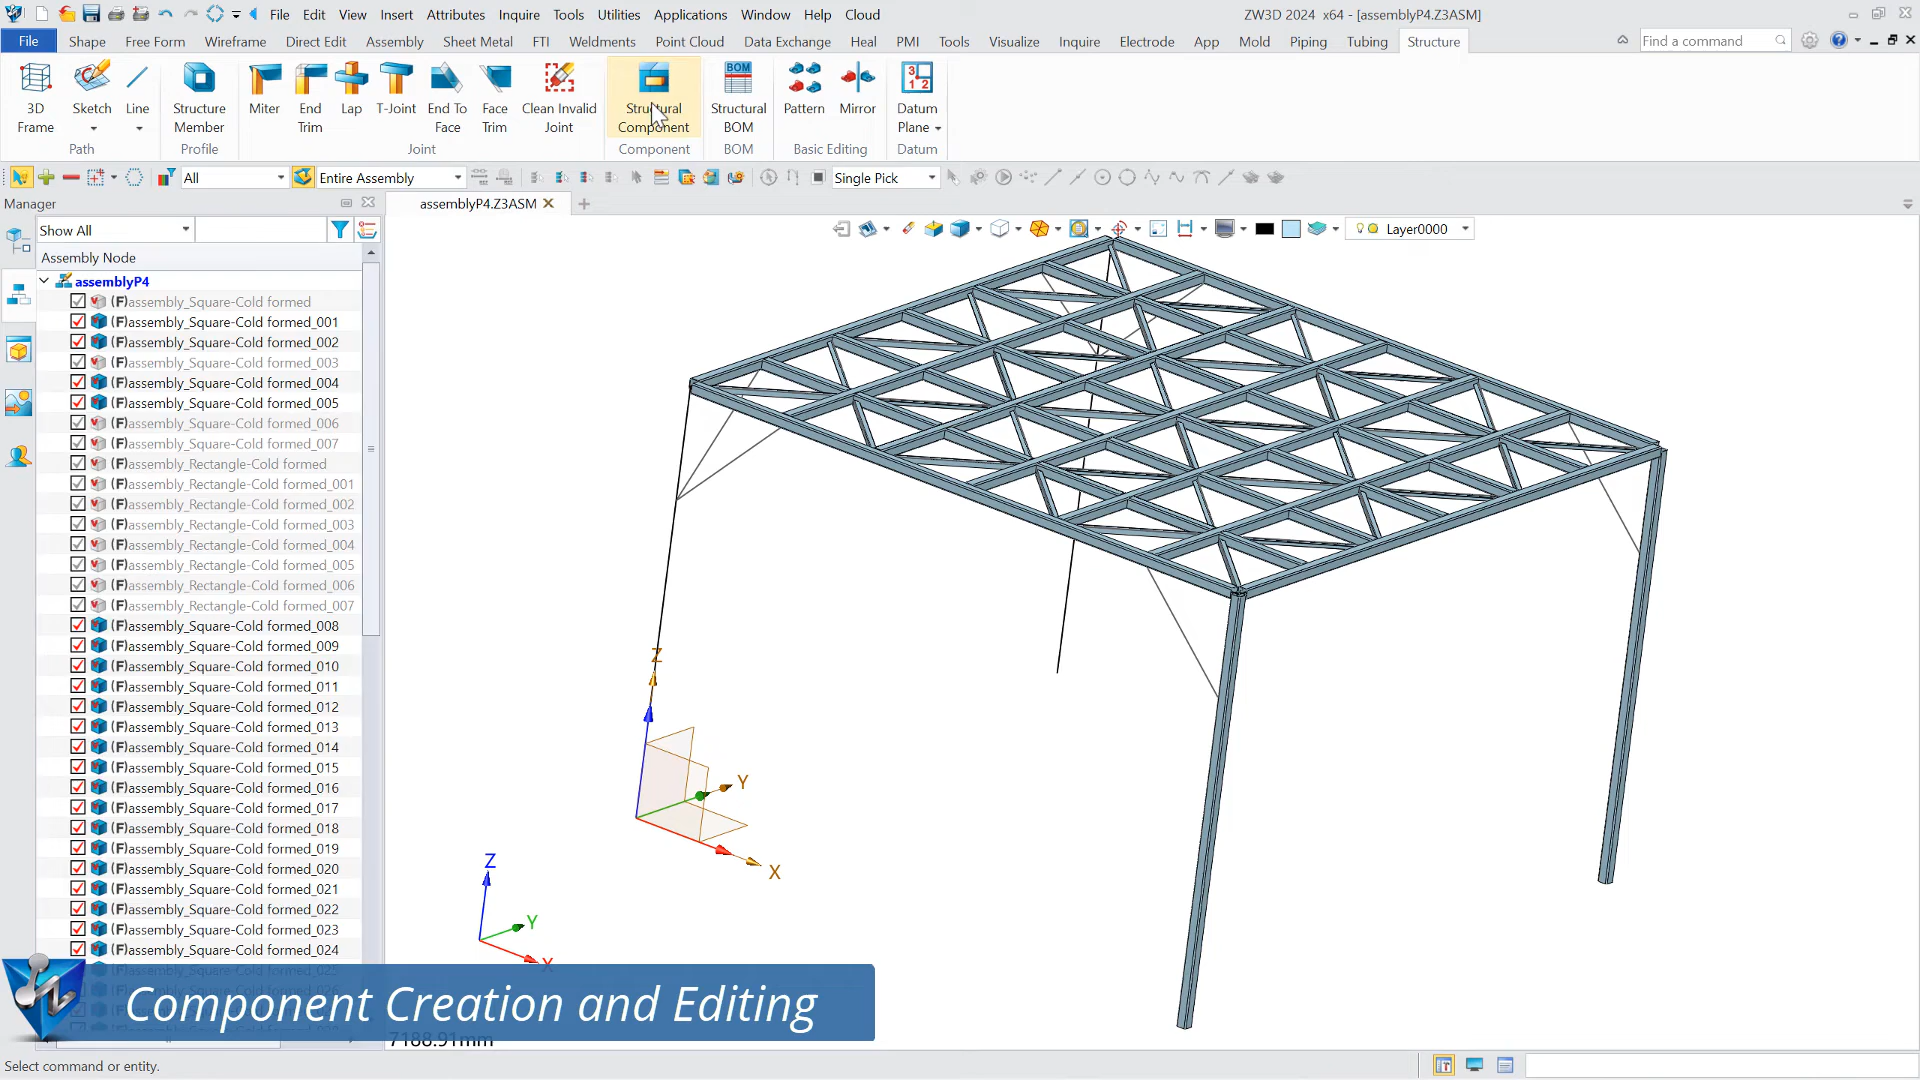 File Edit View Insert Attributes Inquire Tools Utilities Applications Window Help Cloud
ZW3D 2024 x64 - [assemblyP4.Z3ASM]
File Shape Free Form Wireframe Direct Edit Assembly Sheet Metal FTI Weldments Point Cloud Data Exchange Heal PMI Tools Visualize Inquire Electrode App Mold Piping Tubing Structure
Find a command
3D Frame
Sketch
Line
Structure Member
Miter
End Trim
Lap
T-Joint
End To Face
Face Trim
Clean Invalid Joint
Structural Component
BOM
Structural BOM
Pattern
Mirror
3 1 2
Datum Plane
Path Profile Joint Component BOM Basic Editing Datum
All
Entire Assembly
Single Pick
Manager
assemblyP4.Z3ASM
Show All
Layer0000
Assembly Node
assemblyP4
(F)assembly_Square-Cold formed
(F)assembly_Square-Cold formed_001
(F)assembly_Square-Cold formed_002
(F)assembly_Square-Cold formed_003
(F)assembly_Square-Cold formed_004
(F)assembly_Square-Cold formed_005
(F)assembly_Square-Cold formed_006
(F)assembly_Square-Cold formed_007
(F)assembly_Rectangle-Cold formed
(F)assembly_Rectangle-Cold formed_001
(F)assembly_Rectangle-Cold formed_002
(F)assembly_Rectangle-Cold formed_003
(F)assembly_Rectangle-Cold formed_004
(F)assembly_Rectangle-Cold formed_005
(F)assembly_Rectangle-Cold formed_006
(F)assembly_Rectangle-Cold formed_007
(F)assembly_Square-Cold formed_008
(F)assembly_Square-Cold formed_009
(F)assembly_Square-Cold formed_010
(F)assembly_Square-Cold formed_011
(F)assembly_Square-Cold formed_012
(F)assembly_Square-Cold formed_013
(F)assembly_Square-Cold formed_014
(F)assembly_Square-Cold formed_015
(F)assembly_Square-Cold formed_016
(F)assembly_Square-Cold formed_017
(F)assembly_Square-Cold formed_018
(F)assembly_Square-Cold formed_019
(F)assembly_Square-Cold formed_020
(F)assembly_Square-Cold formed_021
(F)assembly_Square-Cold formed_022
(F)assembly_Square-Cold formed_023
(F)assembly_Square-Cold formed_024
Z
Y
X
Z
Y
X
Component Creation and Editing
7188.91mm
Select command or entity.